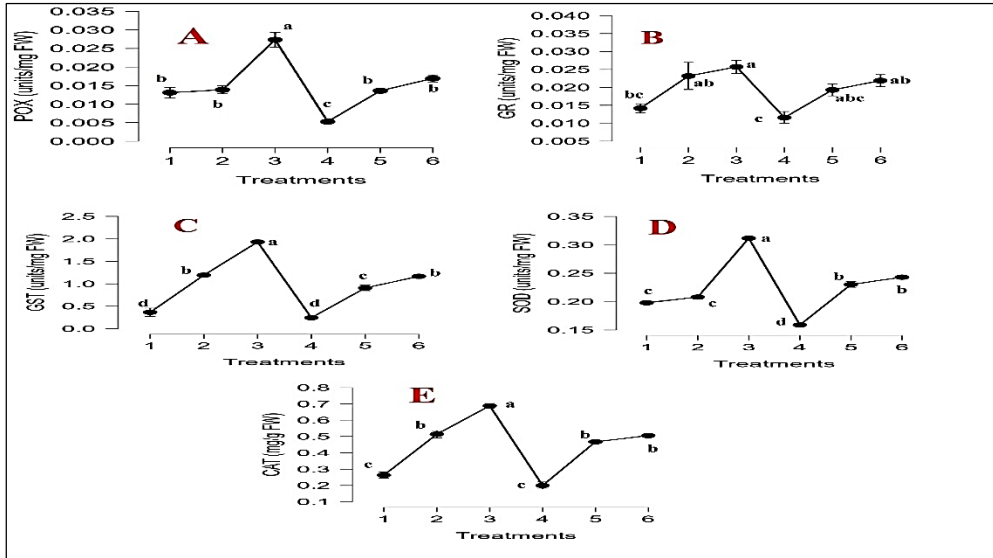 A
POX (units/mg FW)
0.035
0.030
0.025
0.020
0.015
0.010
0.005
0.000
b
b
a
c
b
b
1 2 3 4 5 6
Treatments
B
GR (units/mg FW)
0.040
0.035
0.030
0.025
0.020
0.015
0.010
0.005
bc
ab
a
c
abc
ab
1 2 3 4 5 6
Treatments
C
GST (units/mg FW)
2.5
2.0
1.5
1.0
0.5
0.0
d
b
a
d
c
b
1 2 3 4 5 6
Treatments
D
SOD (units/mg FW)
0.35
0.30
0.25
0.20
0.15
c
c
a
d
b
b
1 2 3 4 5 6
Treatments
E
CAT (mg/g FW)
0.8
0.7
0.6
0.5
0.4
0.3
0.2
0.1
c
b
a
c
b
b
1 2 3 4 5 6
Treatments